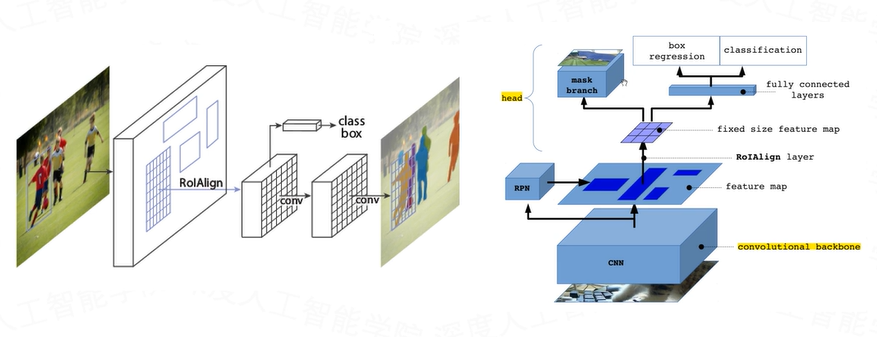 RoIAlign
class
box
conv
conv
head
mask
branch
box
regression
classification
fully connected
layers
fixed size feature map
RoIAlign layer
RPN
feature map
convolutional backbone
CNN